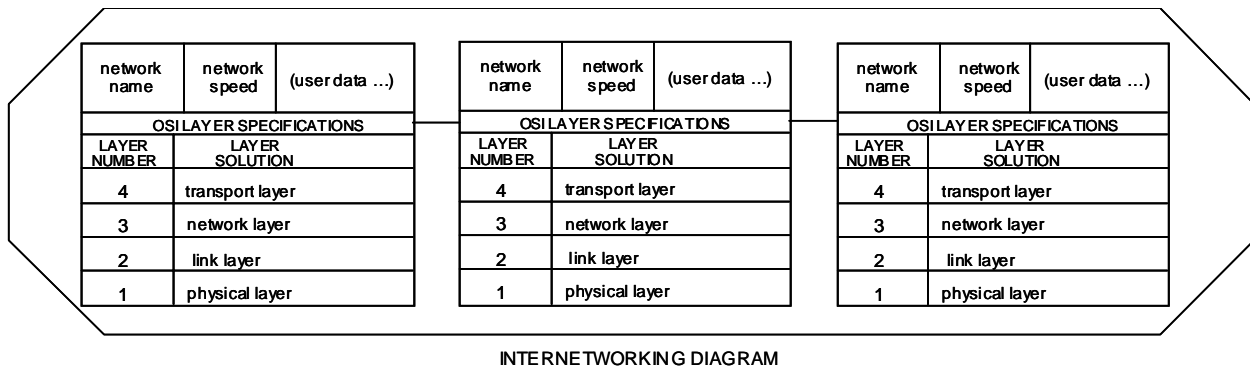 network name
network speed
(user data ...)
OSI LAYER SPECIFICATIONS
LAYER NUMBER
LAYER SOLUTION
4 transport layer
3 network layer
2 link layer
1 physical layer
network name
network speed
(user data ...)
OSI LAYER SPECIFICATIONS
LAYER NUMBER
LAYER SOLUTION
4 transport layer
3 network layer
2 link layer
1 physical layer
network name
network speed
(user data ...)
OSI LAYER SPECIFICATIONS
LAYER NUMBER
LAYER SOLUTION
4 transport layer
3 network layer
2 link layer
1 physical layer
INTERNETWORKING DIAGRAM